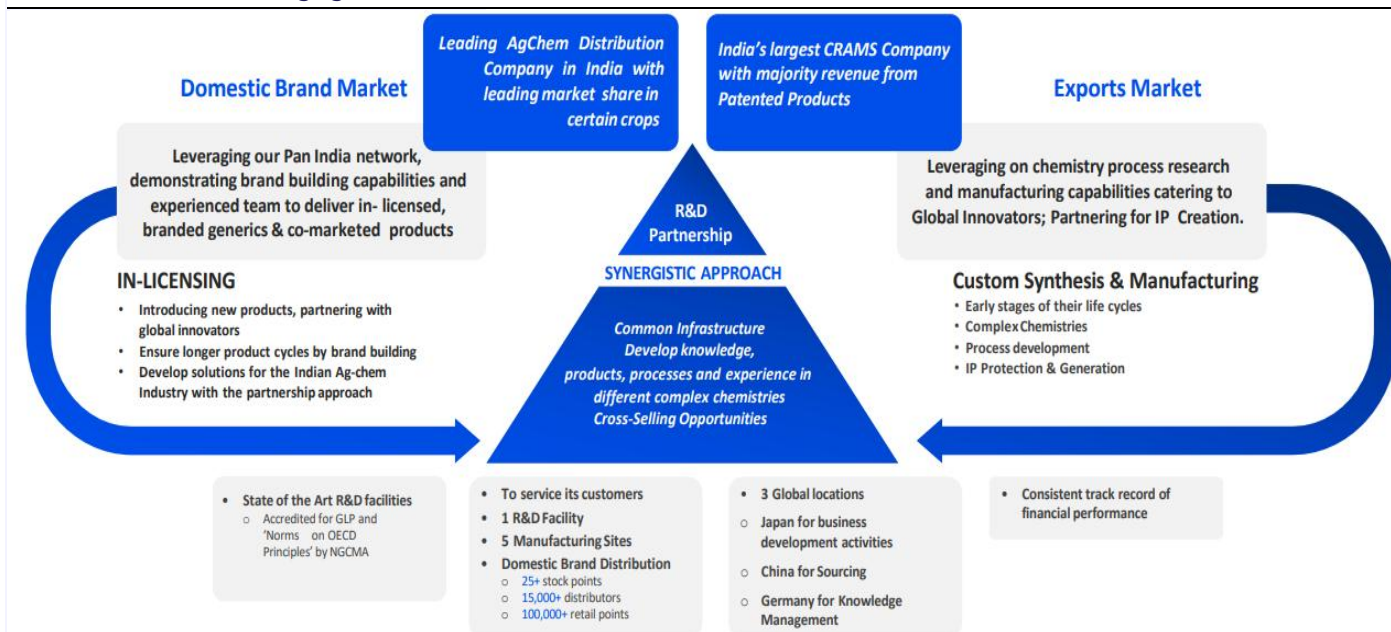 Leading AgChem Distribution
Company in India with
leading market share in
certain crops
India's largest CRAMS Company
with majority revenue from
Patented Products
Domestic Brand Market
Exports Market
Leveraging our Pan India network,
demonstrating brand building capabilities and
experienced team to deliver in- licensed,
branded generics & co-marketed products
Leveraging on chemistry process research
and manufacturing capabilities catering to
Global Innovators; Partnering for IP Creation.
R&D
Partnership
SYNERGISTIC APPROACH
IN-LICENSING
• Introducing new products, partnering with
global innovators
• Ensure longer product cycles by brand building
• Develop solutions for the Indian Ag-chem
Industry with the partnership approach
Common Infrastructure
Develop knowledge,
products, processes and experience in
different complex chemistries
Cross-Selling Opportunities
Custom Synthesis & Manufacturing
• Early stages of their life cycles
• Complex Chemistries
• Process development
• IP Protection & Generation
• State of the Art R&D facilities
o Accredited for GLP and
'Norms on OECD
Principles' by NGCMA
• To service its customers
• 1 R&D Facility
• 5 Manufacturing Sites
• Domestic Brand Distribution
o 25+ stock points
o 15,000+ distributors
o 100,000+ retail points
• 3 Global locations
o Japan for business
development activities
o China for Sourcing
o Germany for Knowledge
Management
• Consistent track record of
financial performance